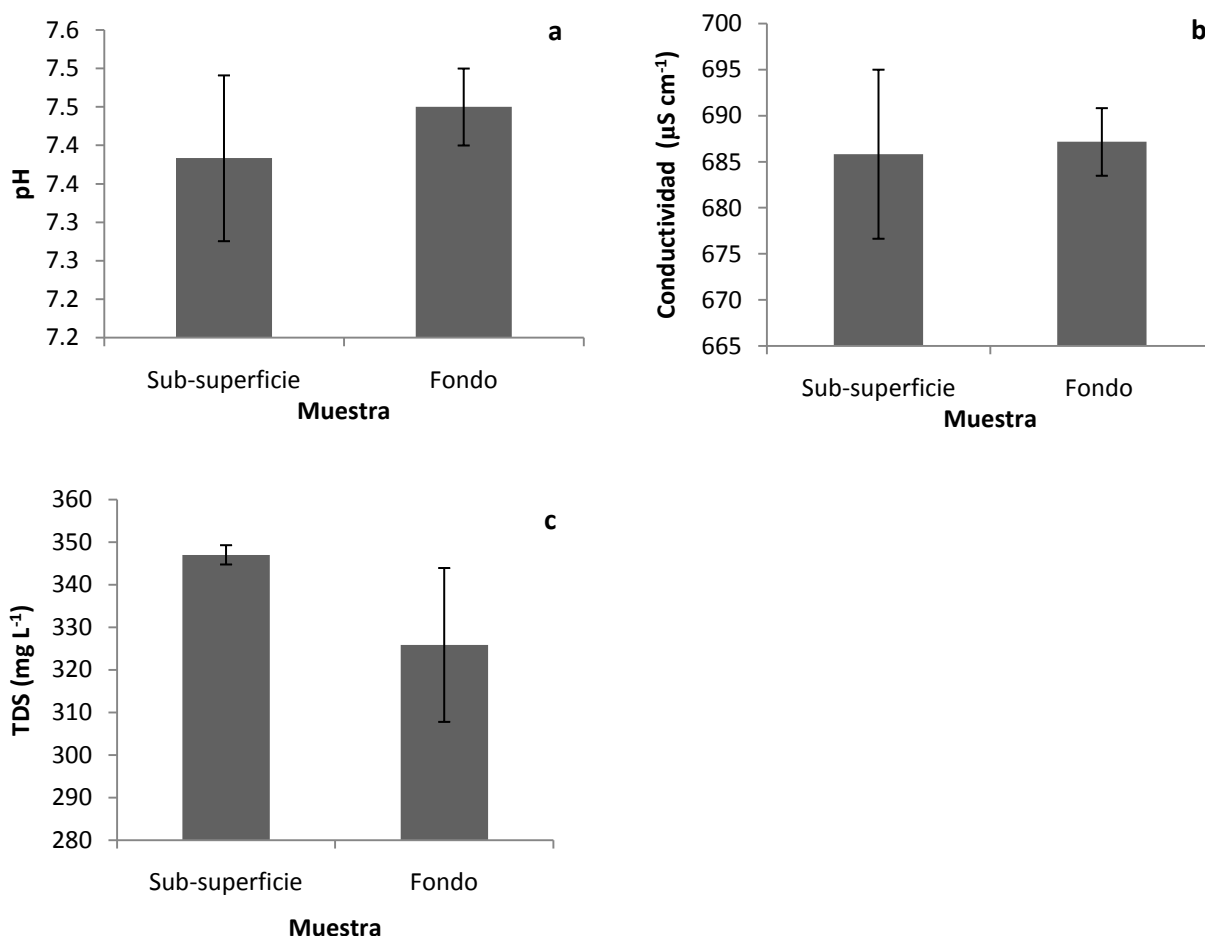 a
pH
7.6
7.5
7.5
7.4
7.4
7.3
7.3
7.2
7.2
Sub-superficie Fondo
Muestra
b
Conductividad (µS cm⁻¹)
700
695
690
685
680
675
670
665
Sub-superficie Fondo
Muestra
c
TDS (mg L⁻¹)
360
350
340
330
320
310
300
290
280
Sub-superficie Fondo
Muestra